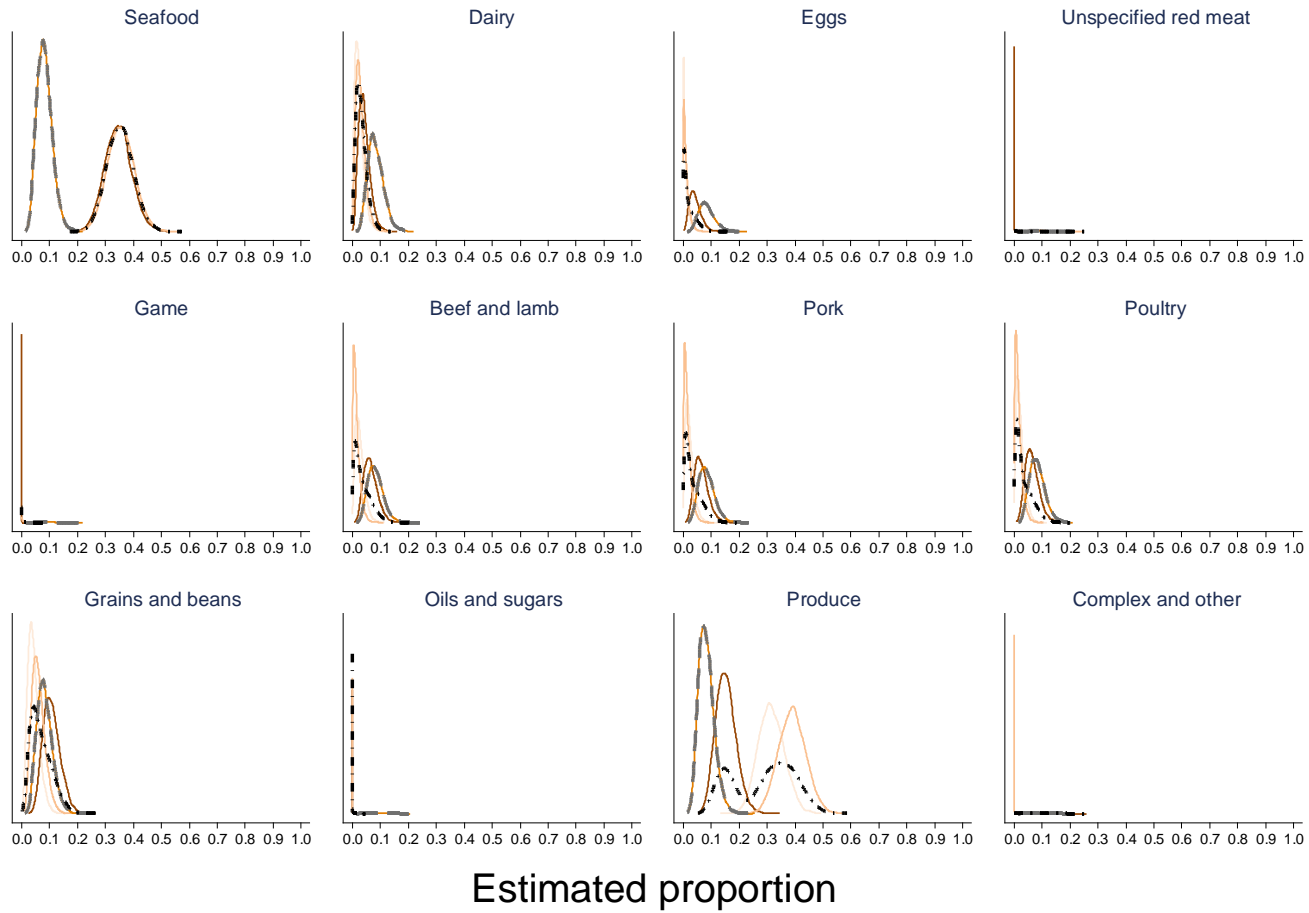 Seafood Dairy Eggs Unspecified red meat
0.0 0.1 0.2 0.3 0.4 0.5 0.6 0.7 0.8 0.9 1.0 0.0 0.1 0.2 0.3 0.4 0.5 0.6 0.7 0.8 0.9 1.0 0.0 0.1 0.2 0.3 0.4 0.5 0.6 0.7 0.8 0.9 1.0 0.0 0.1 0.2 0.3 0.4 0.5 0.6 0.7 0.8 0.9 1.0
Game Beef and lamb Pork Poultry
0.0 0.1 0.2 0.3 0.4 0.5 0.6 0.7 0.8 0.9 1.0 0.0 0.1 0.2 0.3 0.4 0.5 0.6 0.7 0.8 0.9 1.0 0.0 0.1 0.2 0.3 0.4 0.5 0.6 0.7 0.8 0.9 1.0 0.0 0.1 0.2 0.3 0.4 0.5 0.6 0.7 0.8 0.9 1.0
Grains and beans Oils and sugars Produce Complex and other
0.0 0.1 0.2 0.3 0.4 0.5 0.6 0.7 0.8 0.9 1.0 0.0 0.1 0.2 0.3 0.4 0.5 0.6 0.7 0.8 0.9 1.0 0.0 0.1 0.2 0.3 0.4 0.5 0.6 0.7 0.8 0.9 1.0 0.0 0.1 0.2 0.3 0.4 0.5 0.6 0.7 0.8 0.9 1.0
Estimated proportion